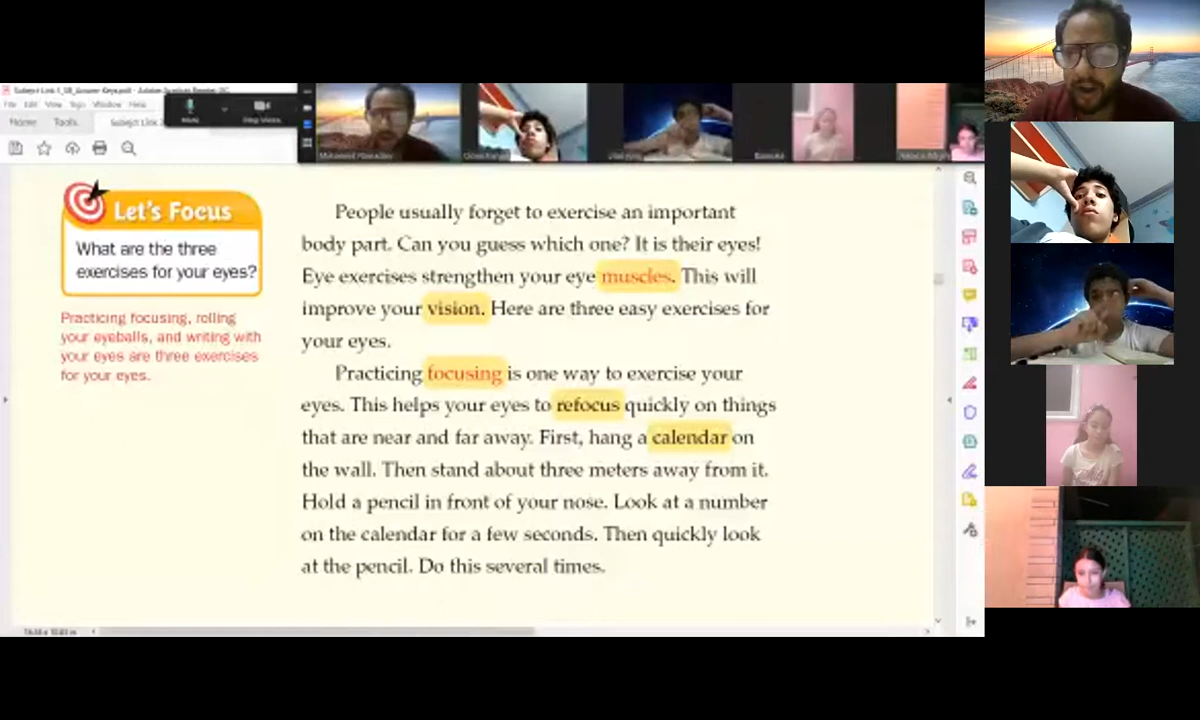 File Edit View Sign Window Help
Home Tools
Let's Focus
What are the three
exercises for your eyes?
Practicing focusing, rolling
your eyeballs, and writing with
your eyes are three exercises
for your eyes.
People usually forget to exercise an important
body part. Can you guess which one? It is their eyes!
Eye exercises strengthen your eye muscles. This will
improve your vision. Here are three easy exercises for
your eyes.
Practicing focusing is one way to exercise your
eyes. This helps your eyes to refocus quickly on things
that are near and far away. First, hang a calendar on
the wall. Then stand about three meters away from it.
Hold a pencil in front of your nose. Look at a number
on the calendar for a few seconds. Then quickly look
at the pencil. Do this several times.